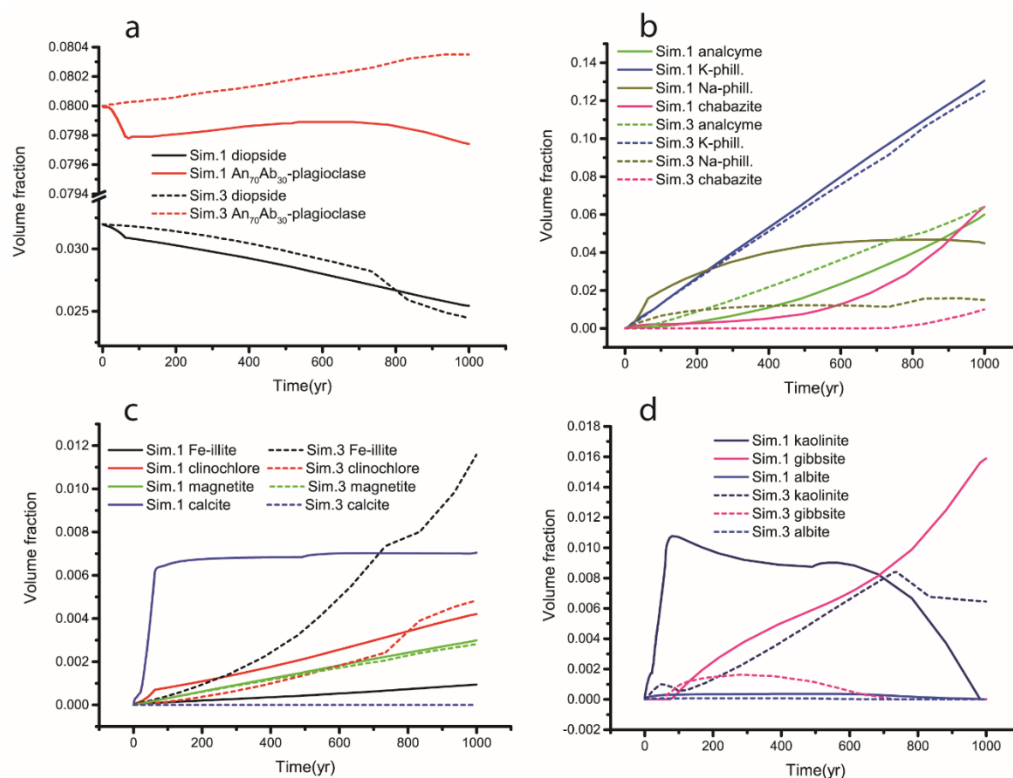 a
0.0804
0.0802
0.0800
0.0798
0.0796
0.0794
0.030
0.025
Volume fraction
Sim.1 diopside
Sim.1 An70Ab30-plagioclase
Sim.3 diopside
Sim.3 An70Ab30-plagioclase
0 200 400 600 800 1000
Time(yr)
b
0.14
0.12
0.10
0.08
0.06
0.04
0.02
0.00
Volume fraction
Sim.1 analcyme
Sim.1 K-phill.
Sim.1 Na-phill.
Sim.1 chabazite
Sim.3 analcyme
Sim.3 K-phill.
Sim.3 Na-phill.
Sim.3 chabazite
0 200 400 600 800 1000
Time(yr)
c
0.012
0.010
0.008
0.006
0.004
0.002
0.000
Volume fraction
Sim.1 Fe-illite Sim.3 Fe-illite
Sim.1 clinochlore Sim.3 clinochlore
Sim.1 magnetite Sim.3 magnetite
Sim.1 calcite Sim.3 calcite
0 200 400 600 800 1000
Time(yr)
d
0.018
0.016
0.014
0.012
0.010
0.008
0.006
0.004
0.002
0.000
-0.002
Volume fraction
Sim.1 kaolinite
Sim.1 gibbsite
Sim.1 albite
Sim.3 kaolinite
Sim.3 gibbsite
Sim.3 albite
0 200 400 600 800 1000
Time(yr)